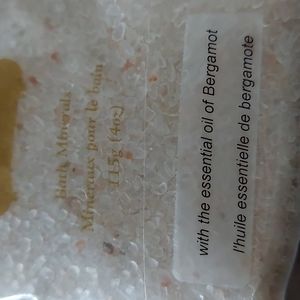 Bath Minerals
Minéraux pour le bain
115g (4oz)
with the essential oil of Bergamot
l'huile essentielle de bergamote